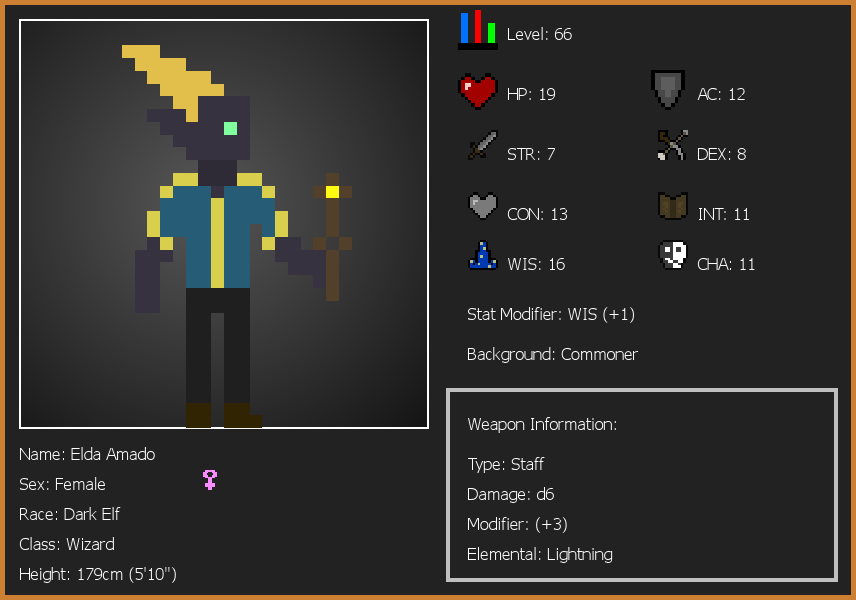 Level: 66
HP: 19
AC: 12
STR: 7
DEX: 8
CON: 13
INT: 11
WIS: 16
CHA: 11
Stat Modifier: WIS (+1)
Background: Commoner
Weapon Information:
Type: Staff
Damage: d6
Modifier: (+3)
Elemental: Lightning
Name: Elda Amado
Sex: Female
Race: Dark Elf
Class: Wizard
Height: 179cm (5'10")